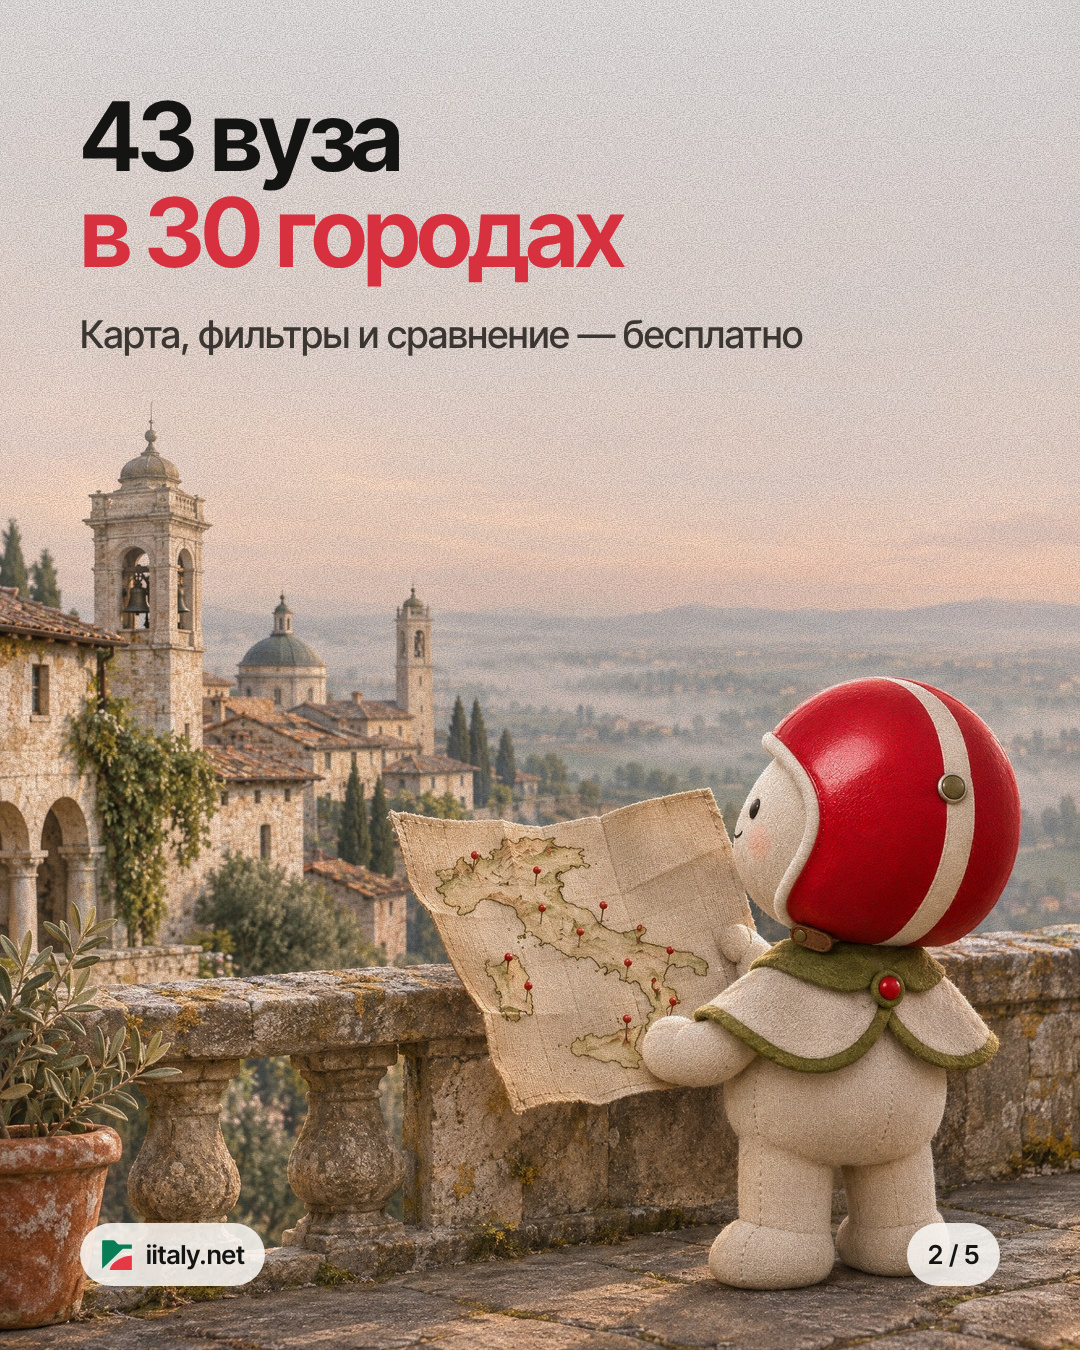 43 вуза
в 30 городах
Карта, фильтры и сравнение — бесплатно
iitaly.net
2 / 5